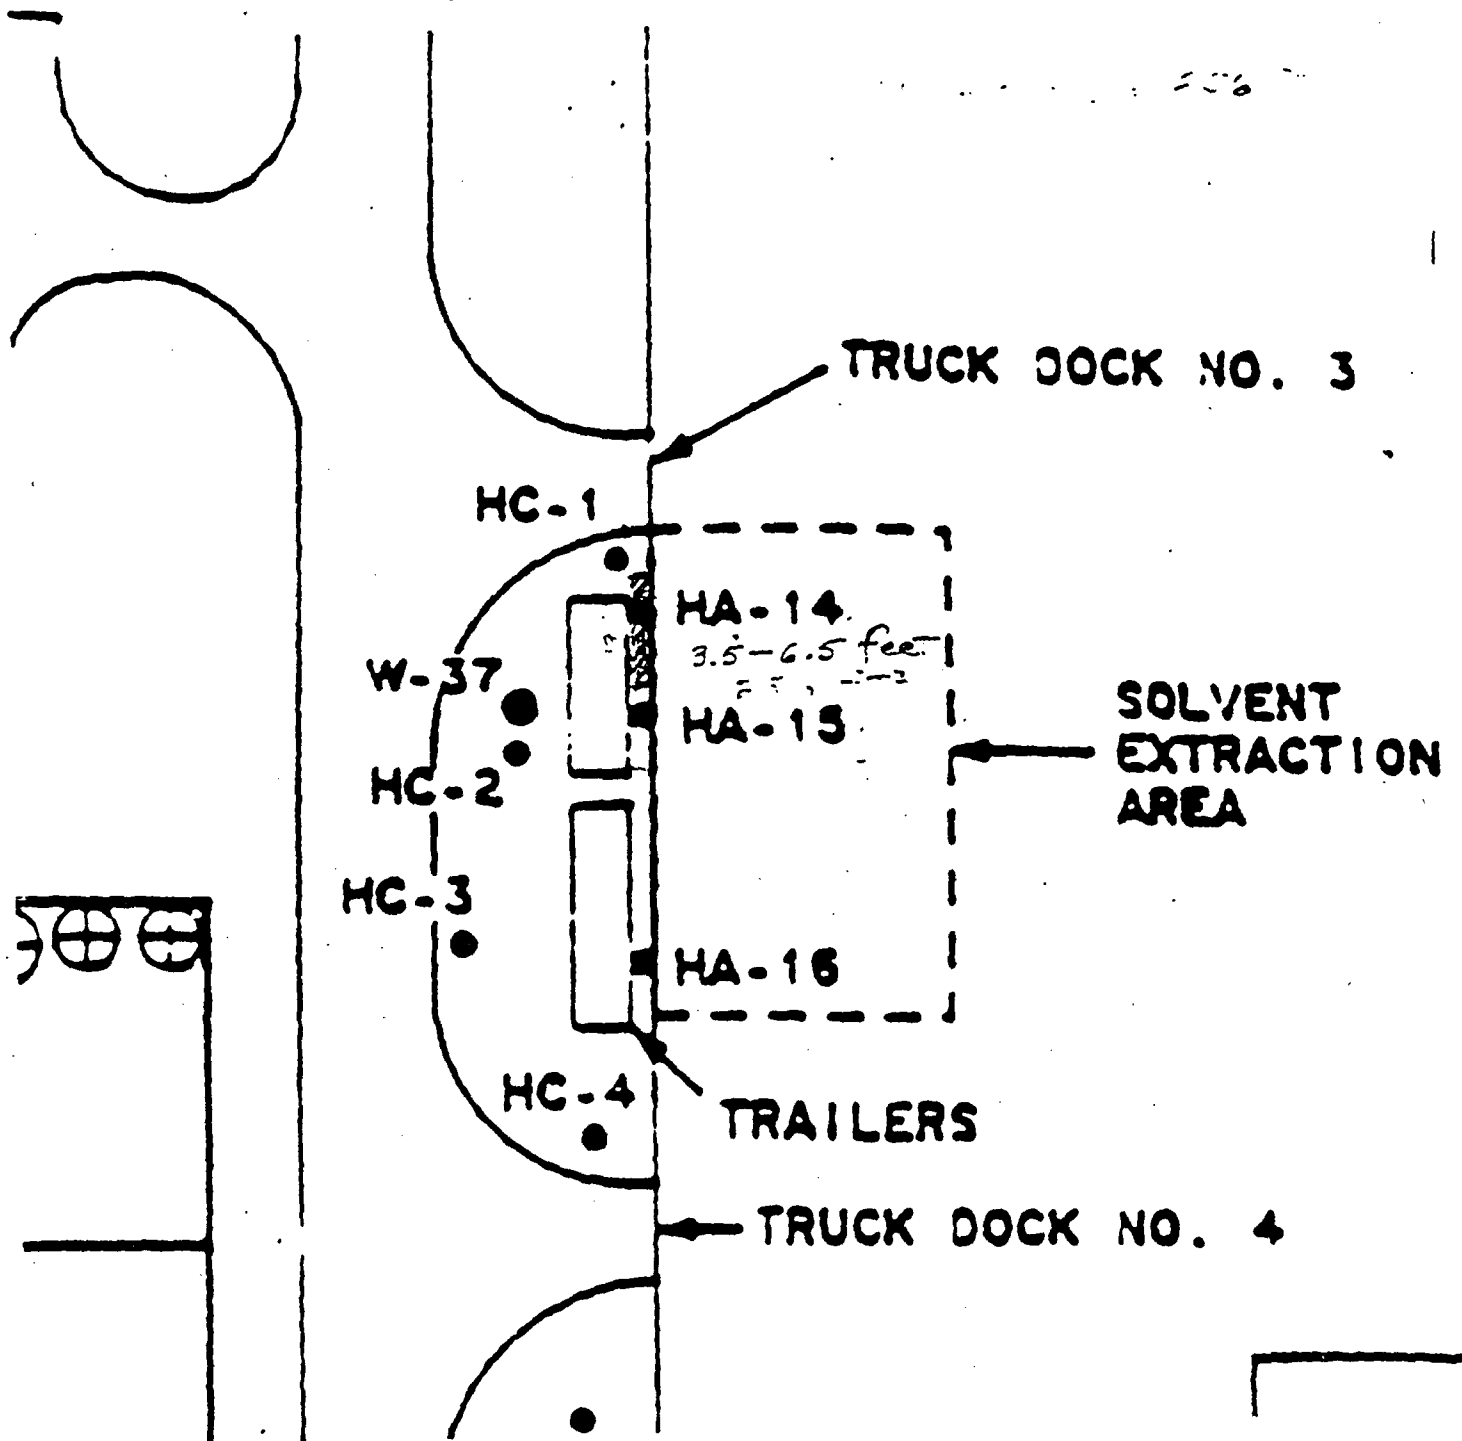 TRUCK DOCK NO. 3
HC-1
HA-14
3.5-6.5 feet
W-37
HA-15
SOLVENT
EXTRACTION
AREA
HC-2
HC-3
HA-16
HC-4
TRAILERS
TRUCK DOCK NO. 4